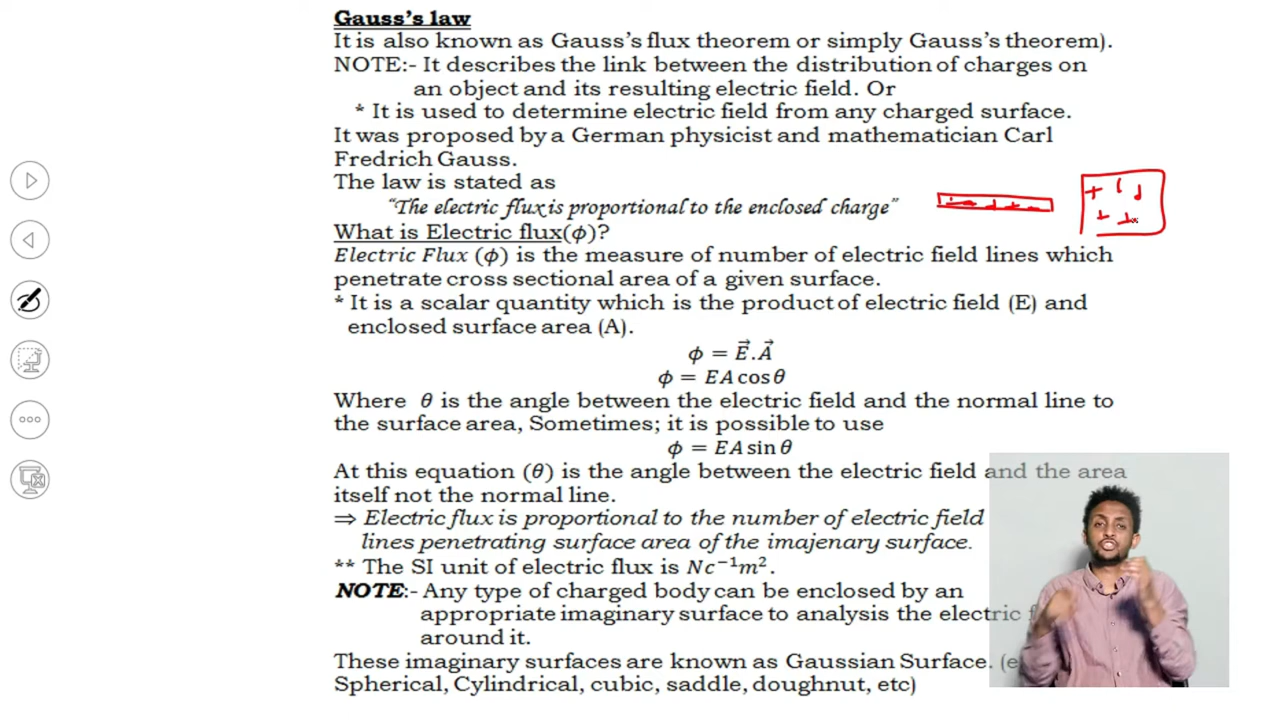 Gauss's law
It is also known as Gauss's flux theorem or simply Gauss's theorem).
NOTE:- It describes the link between the distribution of charges on
an object and its resulting electric field. Or
* It is used to determine electric field from any charged surface.
It was proposed by a German physicist and mathematician Carl
Fredrich Gauss.
The law is stated as
"The electric flux is proportional to the enclosed charge"
What is Electric flux(ϕ)?
Electric Flux (ϕ) is the measure of number of electric field lines which
penetrate cross sectional area of a given surface.
* It is a scalar quantity which is the product of electric field (E) and
enclosed surface area (A).
ϕ = E⃗.A⃗
ϕ = EA cosθ
Where θ is the angle between the electric field and the normal line to
the surface area, Sometimes; it is possible to use
ϕ = EA sinθ
At this equation (θ) is the angle between the electric field and the area
itself not the normal line.
⇒ Electric flux is proportional to the number of electric field
lines penetrating surface area of the imajenary surface.
** The SI unit of electric flux is Nc⁻¹m².
NOTE:- Any type of charged body can be enclosed by an
appropriate imaginary surface to analysis the electric
around it.
These imaginary surfaces are known as Gaussian Surface.
Spherical, Cylindrical, cubic, saddle, doughnut, etc)